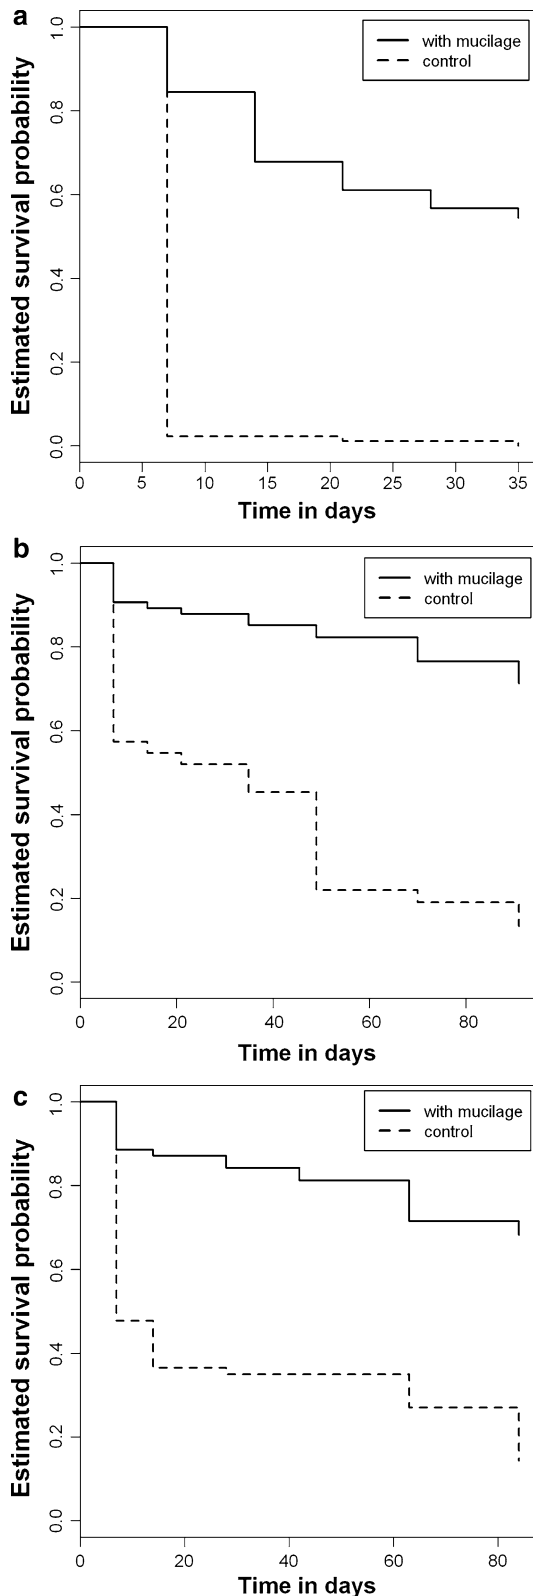 a
with mucilage
control
Estimated survival probability
0.0 0.2 0.4 0.6 0.8 1.0
0 5 10 15 20 25 30 35
Time in days
b
with mucilage
control
Estimated survival probability
0.0 0.2 0.4 0.6 0.8 1.0
0 20 40 60 80
Time in days
c
with mucilage
control
Estimated survival probability
0.0 0.2 0.4 0.6 0.8 1.0
0 20 40 60 80
Time in days